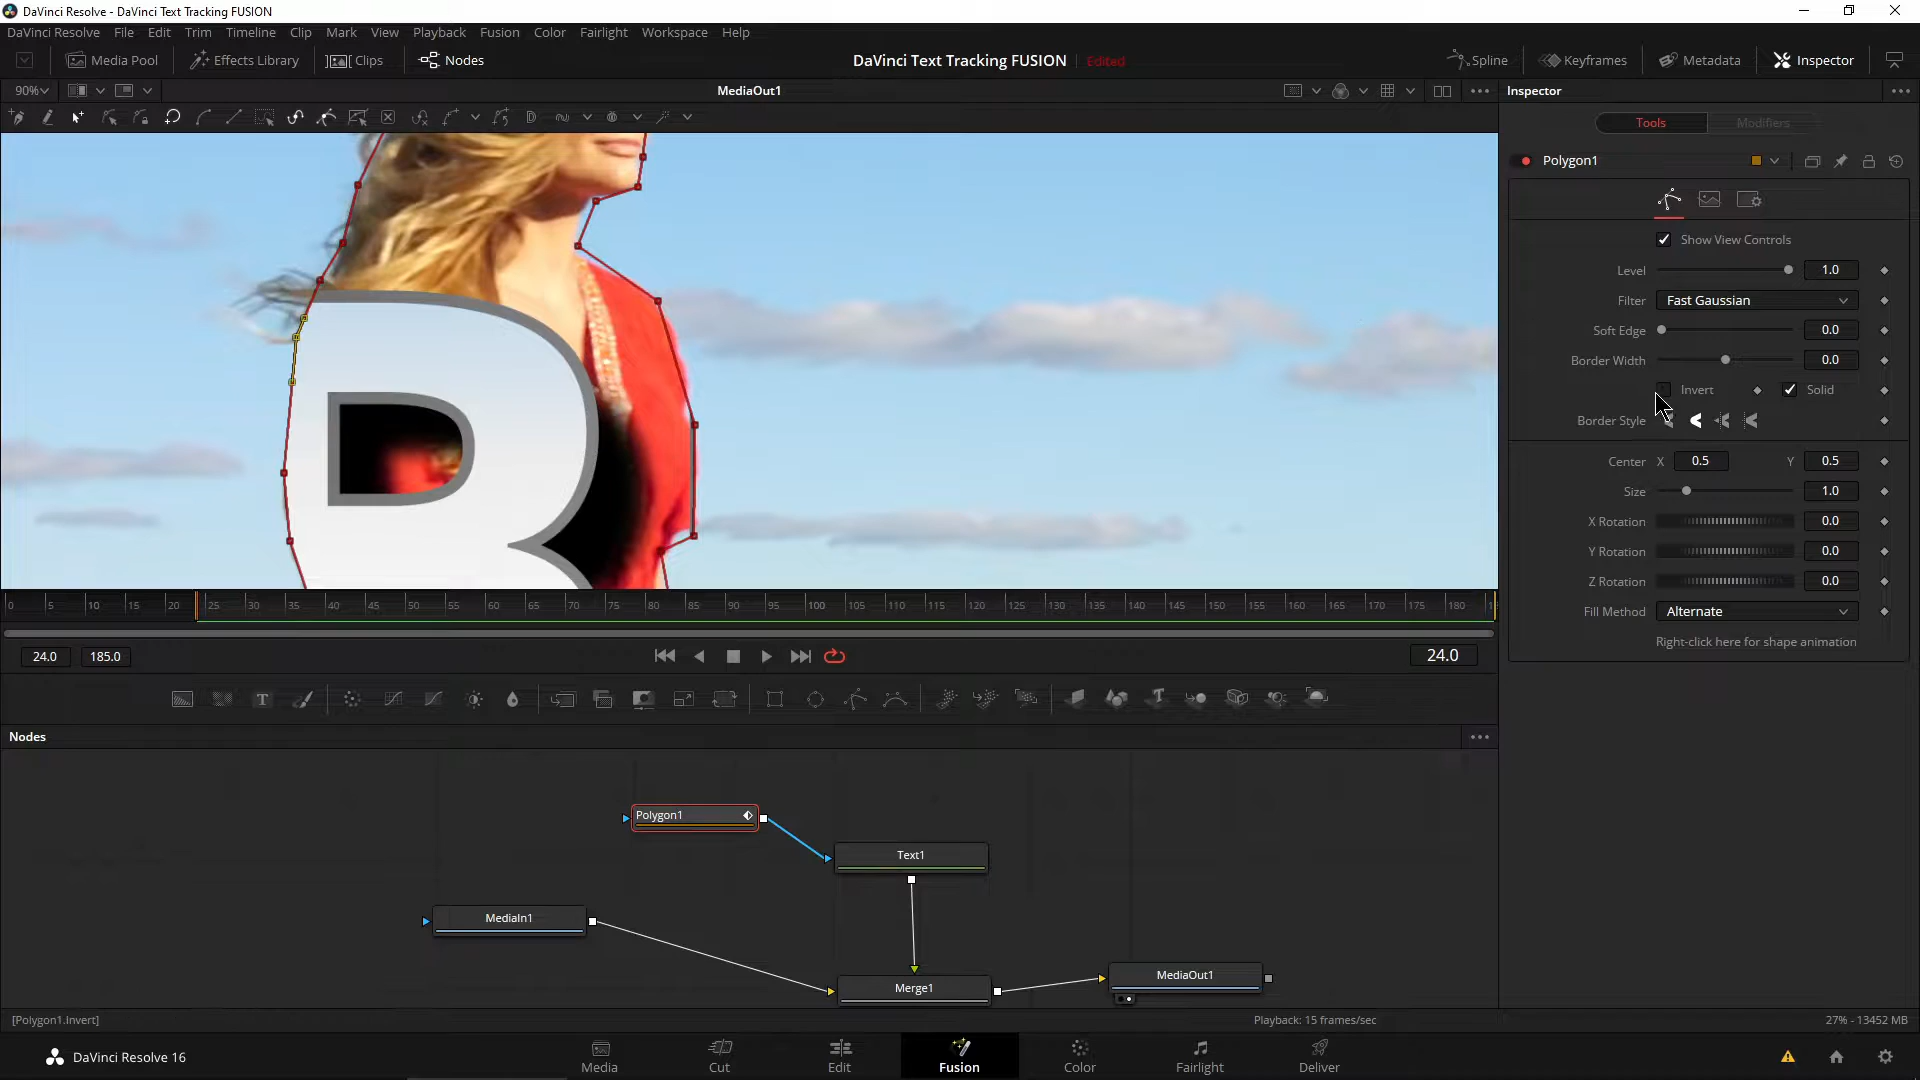 DaVinci Resolve - DaVinci Text Tracking FUSION
DaVinci Resolve File Edit Trim Timeline Clip Mark View Playback Fusion Color Fairlight Workspace Help
Media Pool Effects Library Clips Nodes DaVinci Text Tracking FUSION Edited Spline Keyframes Metadata Inspector
90% MediaOut1 Inspector
Tools Modifiers
Polygon1
Show View Controls
Level 1.0
Filter Fast Gaussian
Soft Edge 0.0
Border Width 0.0
Invert Solid
Border Style
Center X 0.5 Y 0.5
Size 1.0
X Rotation 0.0
Y Rotation 0.0
Z Rotation 0.0
Fill Method Alternate
Right-click here for shape animation
R
0 5 10 15 20 25 30 35 40 45 50 55 60 65 70 75 80 85 90 95 100 105 110 115 120 125 130 135 140 145 150 155 160 165 170 175 180
24.0 185.0 24.0
Nodes
Polygon1
Text1
MediaIn1
Merge1
MediaOut1
[Polygon1.Invert] Playback: 15 frames/sec 27% - 13452 MB
DaVinci Resolve 16 Media Cut Edit Fusion Color Fairlight Deliver